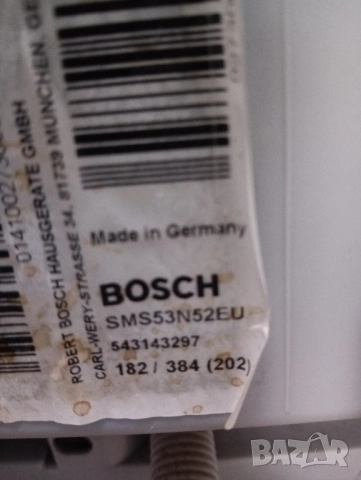 Made in Germany
BOSCH
SMS53N52EU
543143297
182 / 384 (202)
ROBERT BOSCH HAUSGERÄTE GMBH
CARL-WERY-STRASSE 34, 81739 MÜNCHEN, GE
BAZAR